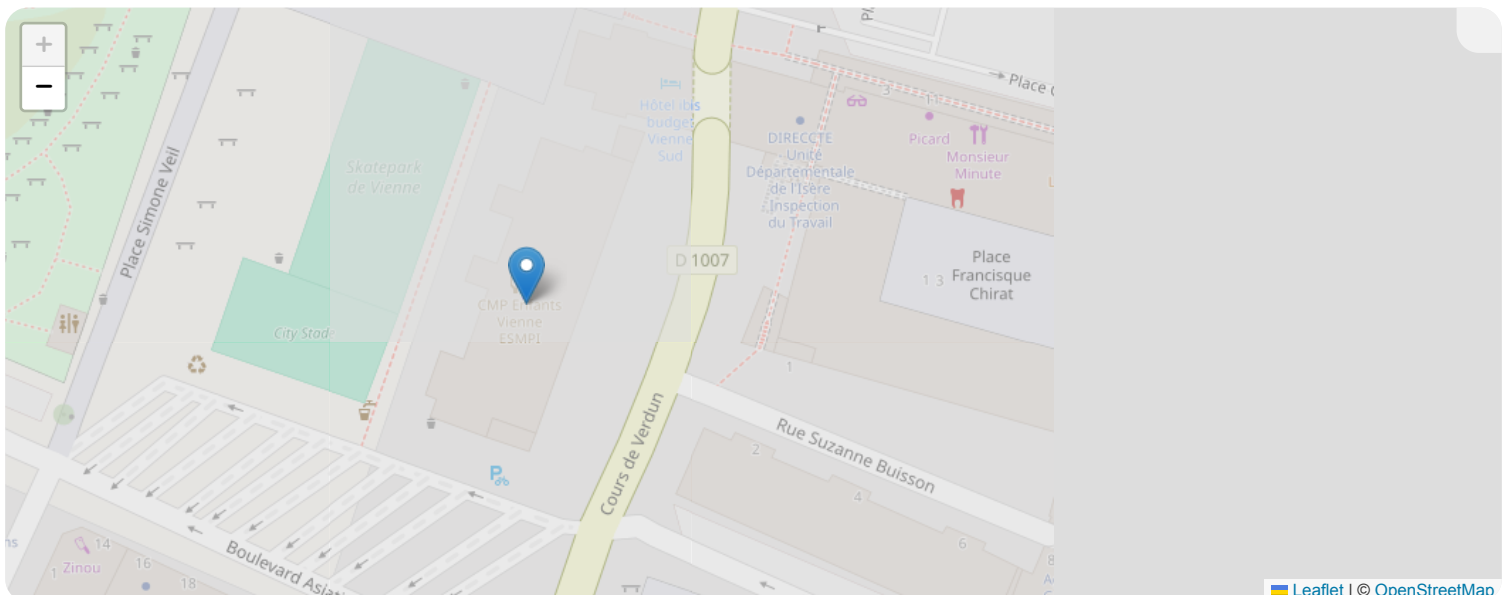 +
−
Place Simone Veil
Skatepark
de Vienne
City Stade
Hôtel ibis
budget
Vienne
Sud
CMP Enfants
Vienne
ESMPI
D 1007
DIRECCTE
Unité
Départementale
de l'Isère
Inspection
du Travail
3
11
Picard
Monsieur
Minute
Place
Place
Francisque
Chirat
1 3
1
Cours de Verdun
Rue Suzanne Buisson
2
4
6
8
P
Boulevard Asiat
Zinou
14
16
18
1
Leaflet | © OpenStreetMap